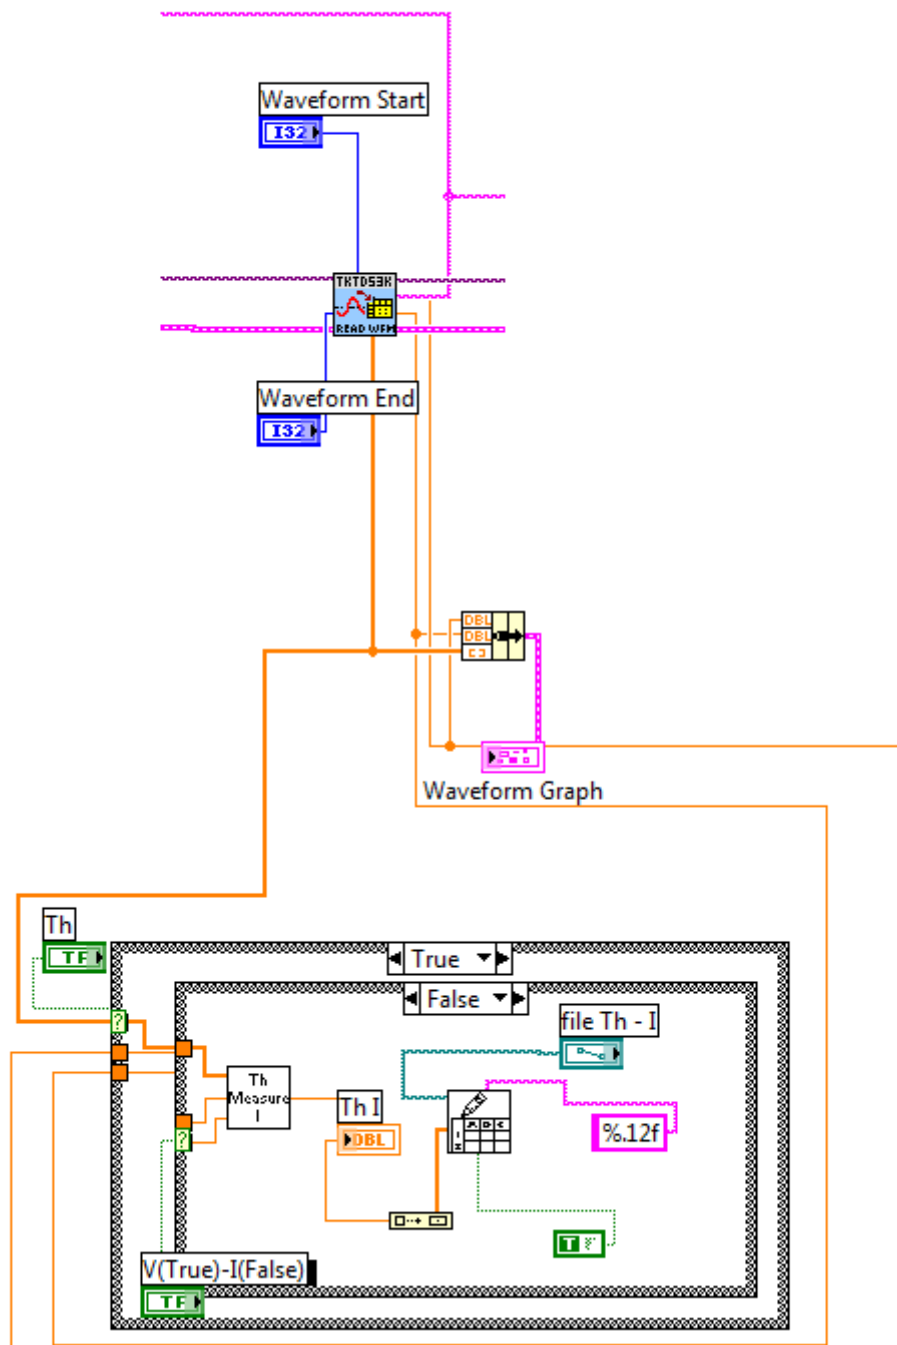 Waveform Start
I32
TKTDS3K
READ WFM
Waveform End
I32
DBL
DBL
Waveform Graph
Th
TF
True
False
?
file Th - I
Th
Measure
I
Th I
DBL
%.12f
?
T
V(True)-I(False)
TF